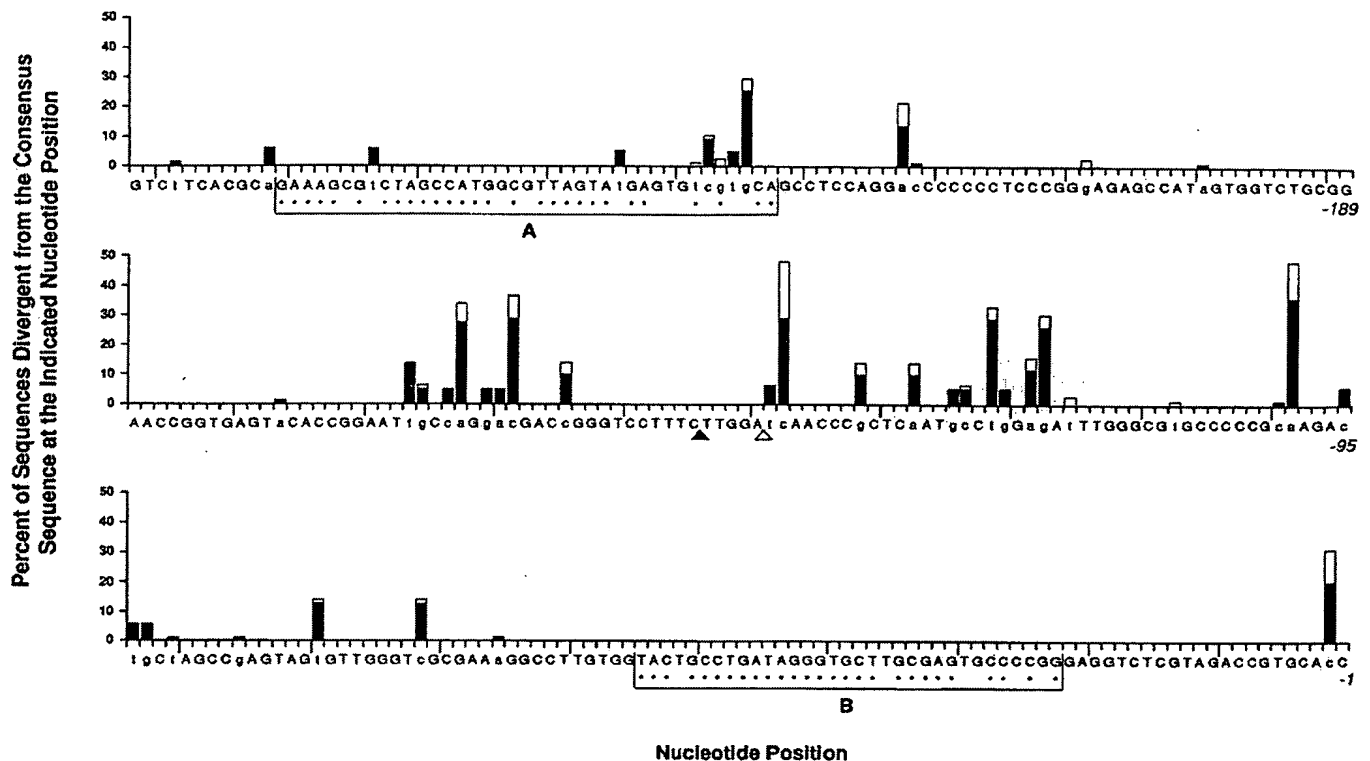 Percent of Sequences Divergent from the Consensus
Sequence at the Indicated Nucleotide Position
50
40
30
20
10
0
GTCtTCACGCaGAAAGCGtCTAGCCATGGCGTTAGTAtGAGTGtcgtgCAGCCTCCAGGacCCCCCCTCCCGGgAGAGCCATaGTGGTCTGCGG
-189
A
50
40
30
20
10
0
AACCGGTGAGTaCACCGGAATtgCcaGgacGACcGGGTCCTTTCTTGGAtcAACCCgCTCaATgcCtgGagAtTTGGGCGtGCCCCCGcaAGAc
-95
50
40
30
20
10
0
tgCtAGCCgAGTAGtGTTGGGTcGCGAAaGGCCTTGTGGTACTGCCTGATAGGGTGCTTGCGAGTGCCCCGGGAGGTCTCGTAGACCGTGCAcC
-1
B
Nucleotide Position